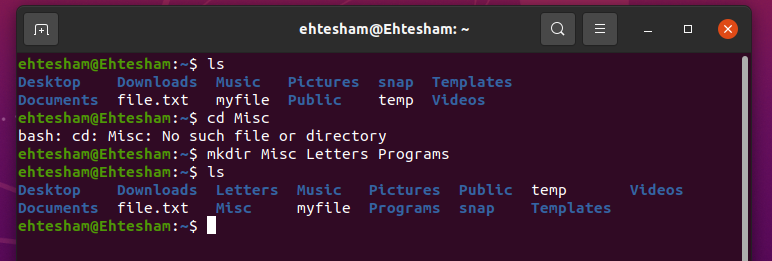 ehtesham@Ehtesham: ~
ehtesham@Ehtesham:~$ ls
Desktop    Downloads  Music    Pictures  snap  Templates
Documents  file.txt   myfile   Public    temp  Videos
ehtesham@Ehtesham:~$ cd Misc
bash: cd: Misc: No such file or directory
ehtesham@Ehtesham:~$ mkdir Misc Letters Programs
ehtesham@Ehtesham:~$ ls
Desktop    Downloads  Letters  Music   Pictures  Public  temp       Videos
Documents  file.txt   Misc     myfile  Programs  snap    Templates
ehtesham@Ehtesham:~$